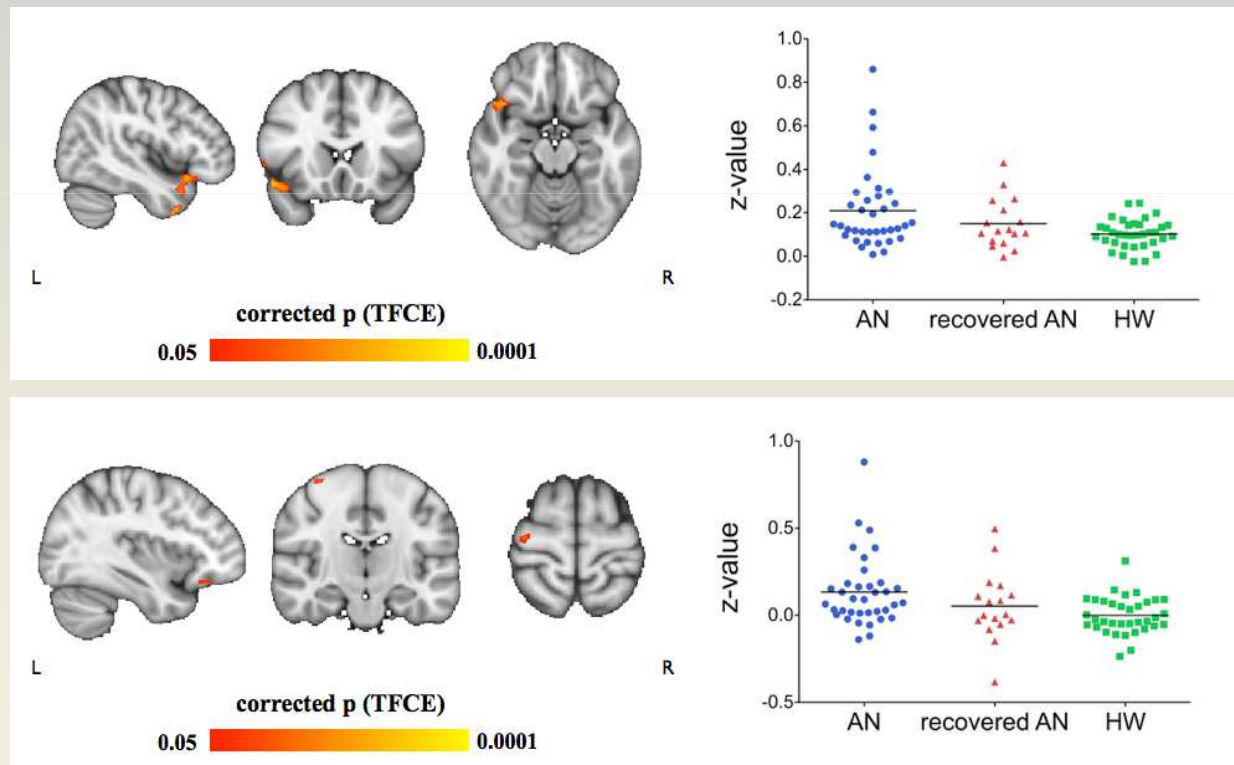 1.0
0.8
0.6
0.4
0.2
0.0
-0.2
z-value
AN recovered AN HW
L R
corrected p (TFCE)
0.05 0.0001
1.0
0.5
0.0
-0.5
z-value
AN recovered AN HW
L R
corrected p (TFCE)
0.05 0.0001